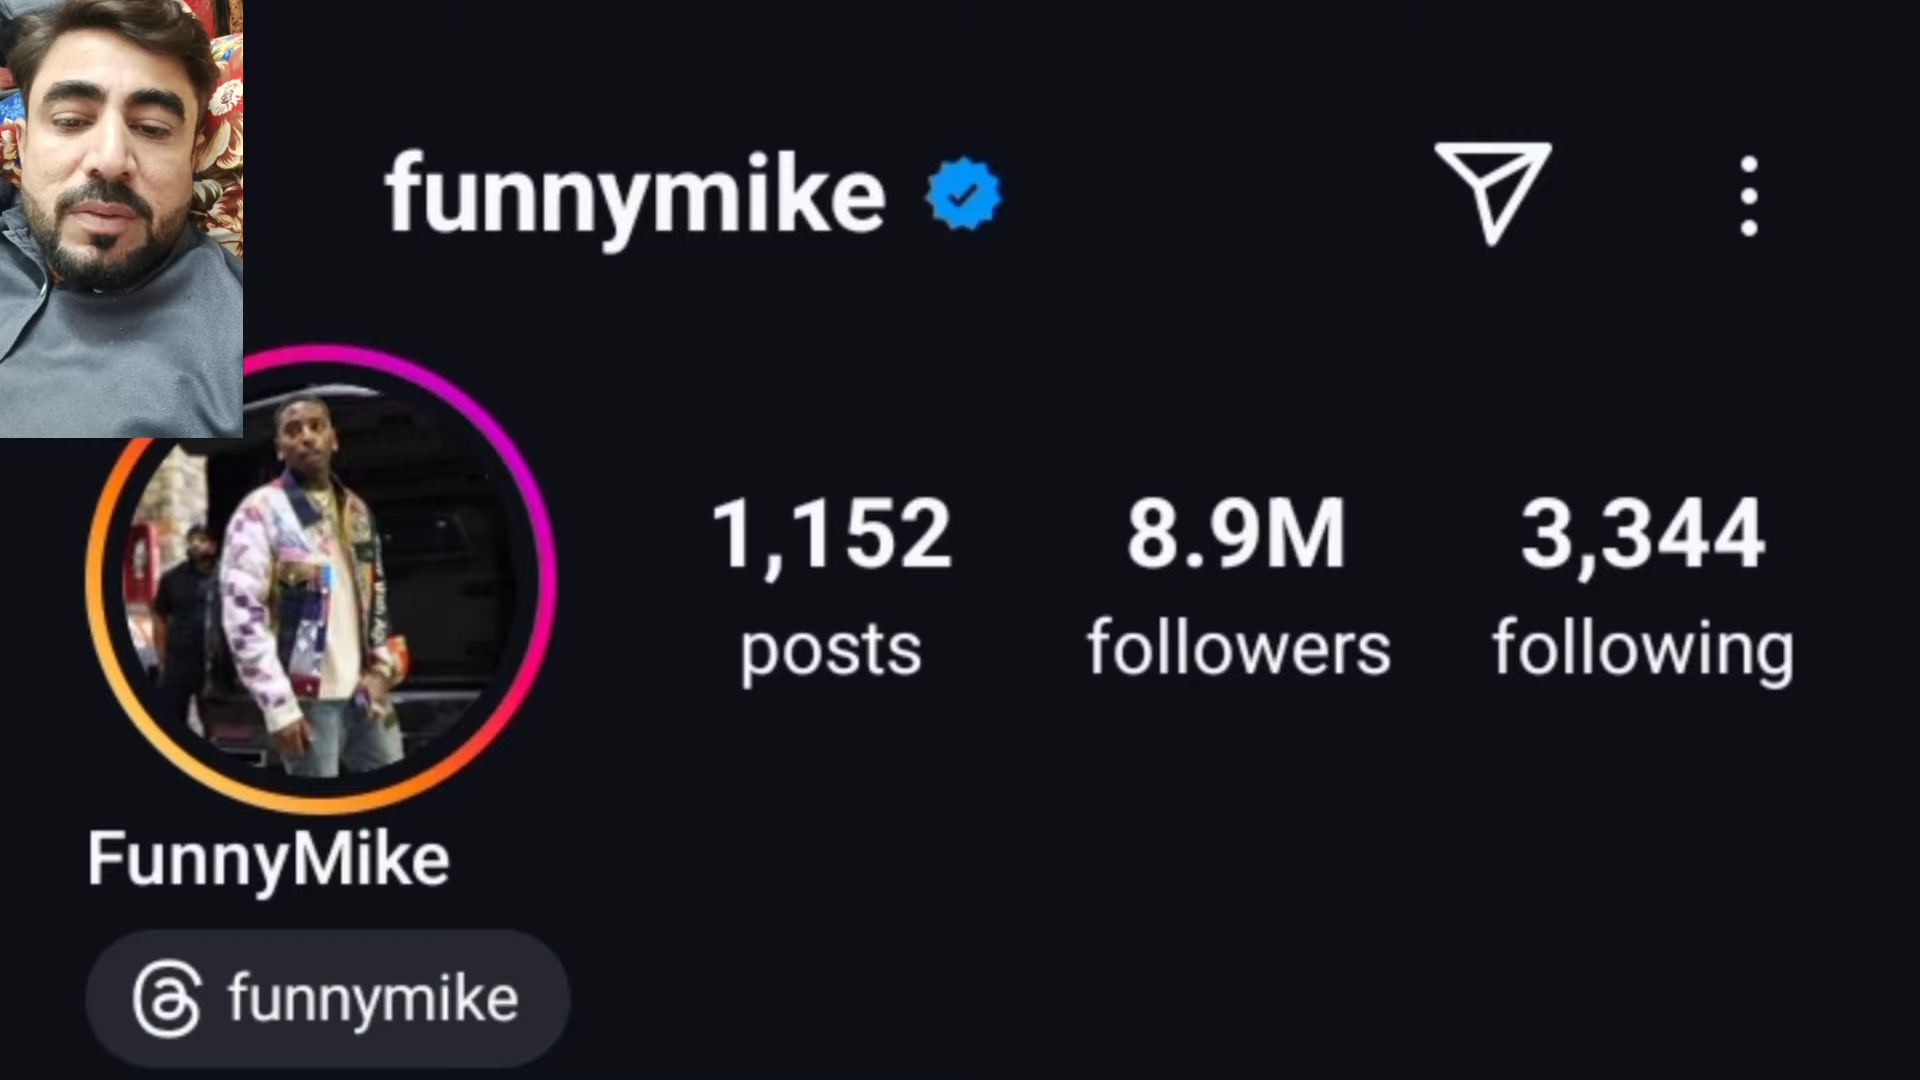 funnymike
1,152 8.9M 3,344
posts followers following
FunnyMike
funnymike